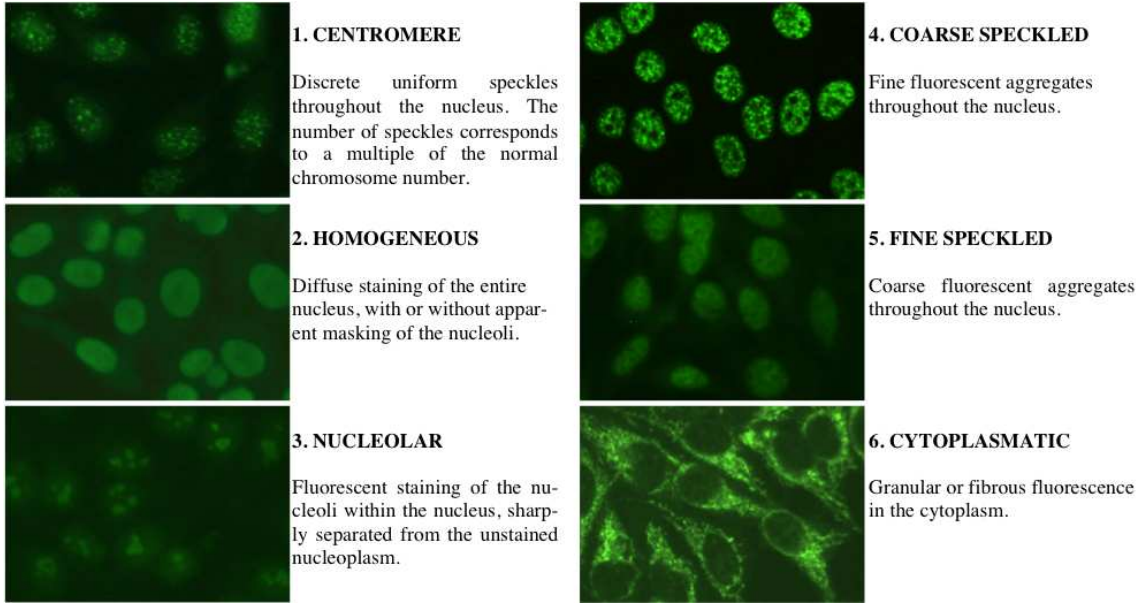 1. CENTROMERE
Discrete uniform speckles
throughout the nucleus. The
number of speckles corresponds
to a multiple of the normal
chromosome number.
2. HOMOGENEOUS
Diffuse staining of the entire
nucleus, with or without appar-
ent masking of the nucleoli.
3. NUCLEOLAR
Fluorescent staining of the nu-
cleoli within the nucleus, sharp-
ly separated from the unstained
nucleoplasm.
4. COARSE SPECKLED
Fine fluorescent aggregates
throughout the nucleus.
5. FINE SPECKLED
Coarse fluorescent aggregates
throughout the nucleus.
6. CYTOPLASMATIC
Granular or fibrous fluorescence
in the cytoplasm.